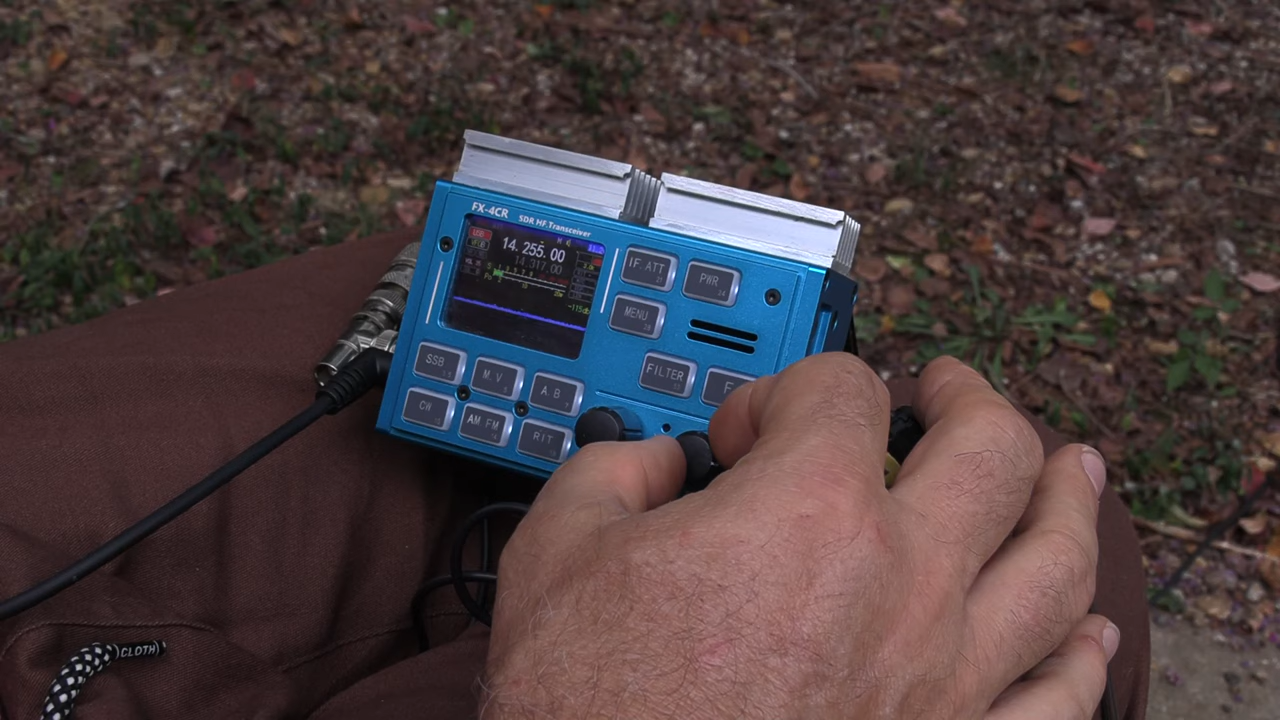 FX-4CR SDR HF Transceiver
USB
14.255.00
14.317.00
IF.ATT
PWR
MENU
FILTER
SSB
M.V
A.B
CW
AM.FM
RIT
CLOTH